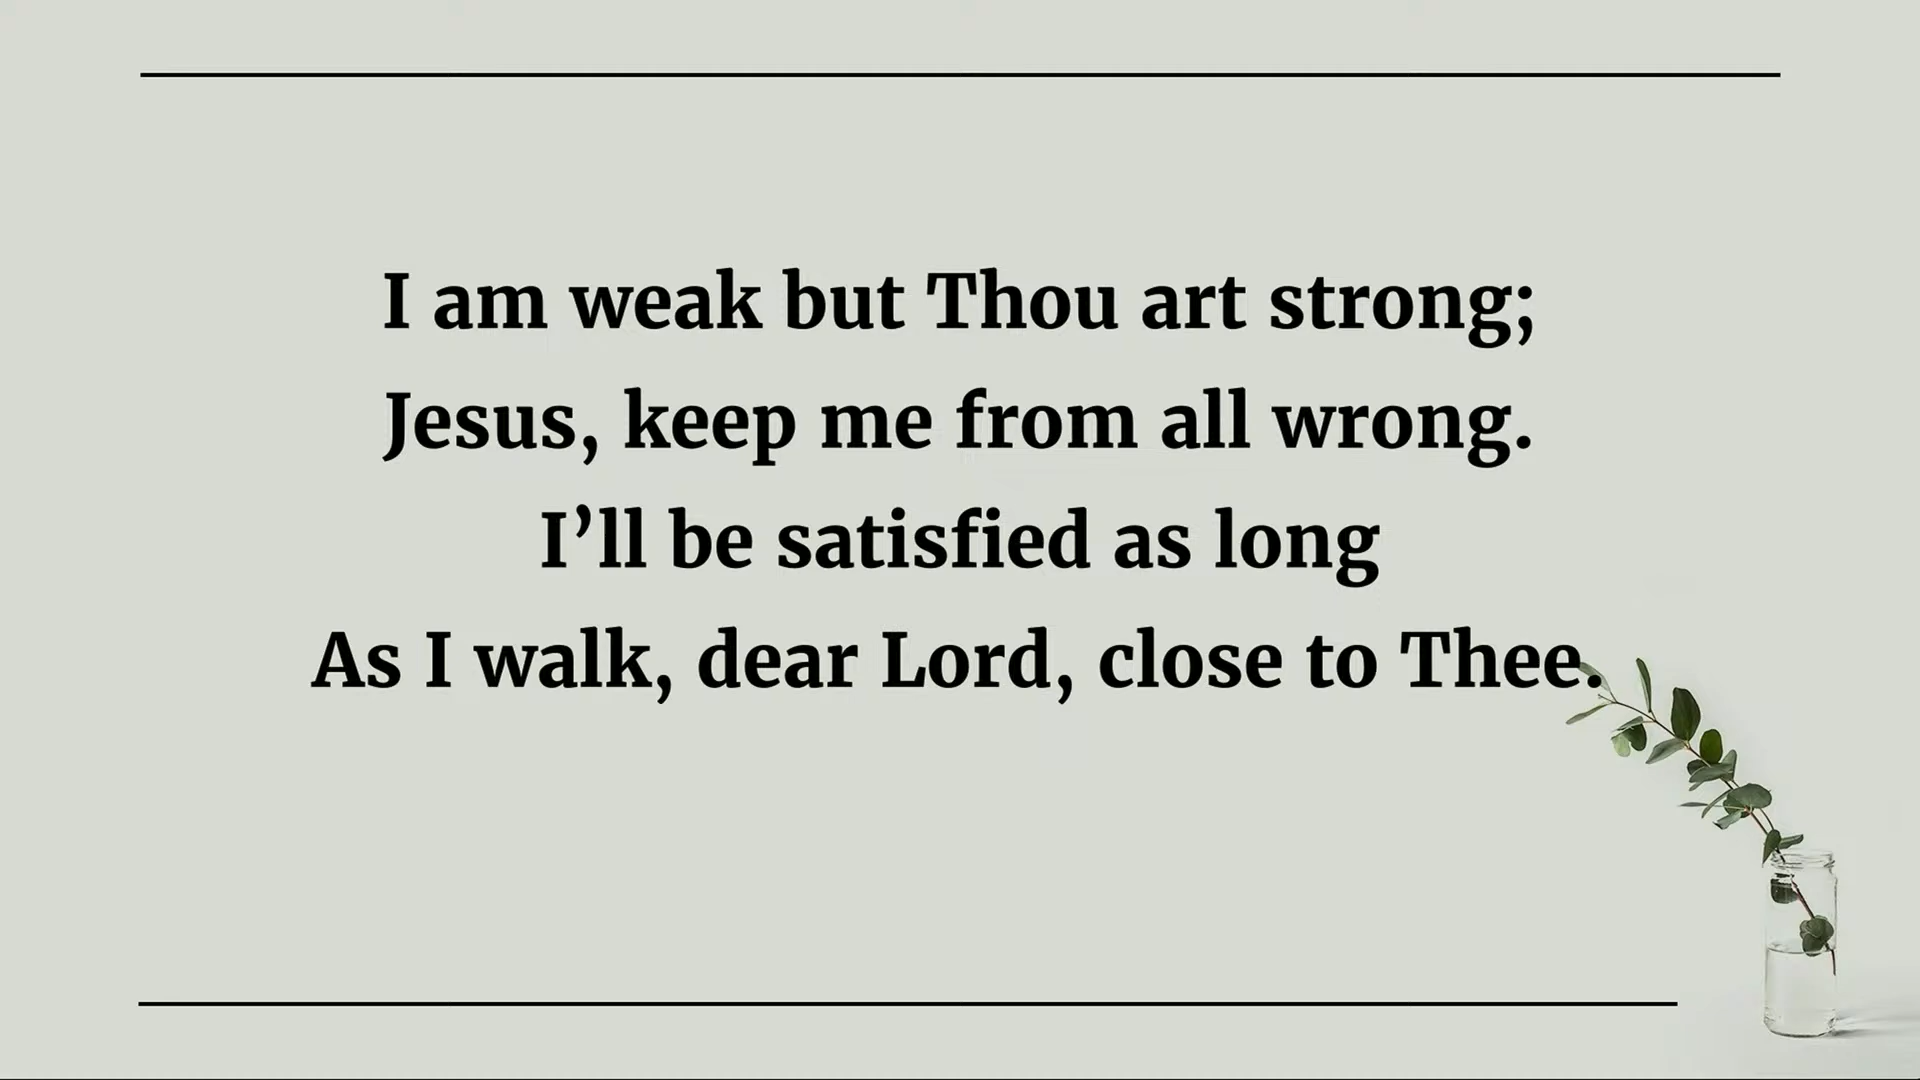 I am weak but Thou art strong;
Jesus, keep me from all wrong.
I’ll be satisfied as long
As I walk, dear Lord, close to Thee.